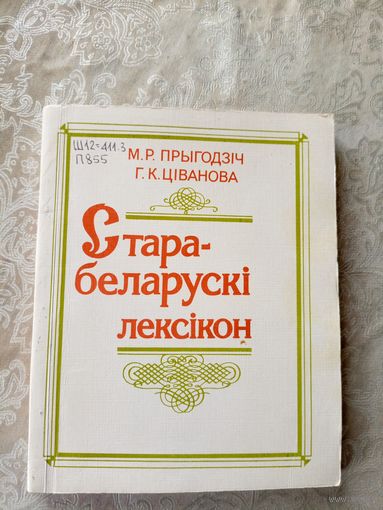 Ш12=411.3
П855
М.Р. ПРЫГОДЗІЧ
Г.К.ЦІВАНОВА
Стара-
беларускі
лексікон